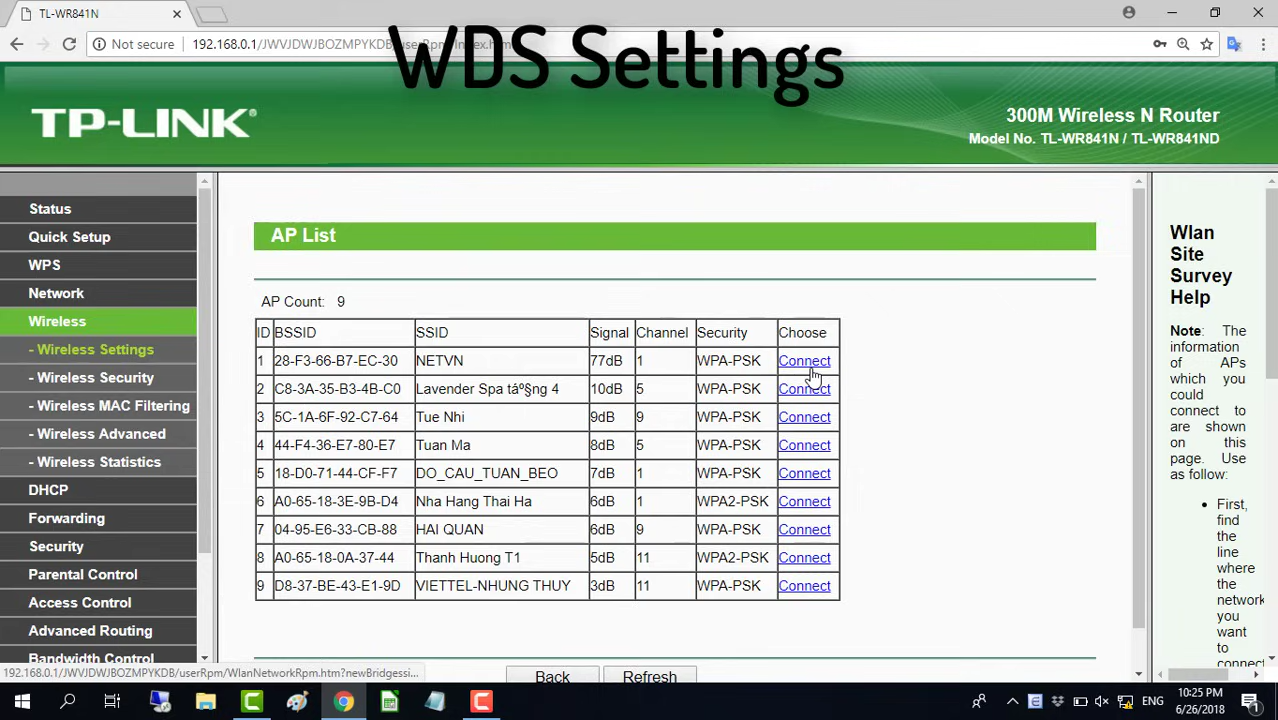 TL-WR841N
Not secure 192.168.0.1/JWVJDWJBOZMPYKDB/userRpm/Index.htm
WDS Settings
TP-LINK®
300M Wireless N Router
Model No. TL-WR841N / TL-WR841ND
Status
Quick Setup
WPS
Network
Wireless
- Wireless Settings
- Wireless Security
- Wireless MAC Filtering
- Wireless Advanced
- Wireless Statistics
DHCP
Forwarding
Security
Parental Control
Access Control
Advanced Routing
Bandwidth Control
AP List
AP Count: 9
ID BSSID SSID Signal Channel Security Choose
1 28-F3-66-B7-EC-30 NETVN 77dB 1 WPA-PSK Connect
2 C8-3A-35-B3-4B-C0 Lavender Spa táº§ng 4 10dB 5 WPA-PSK Connect
3 5C-1A-6F-92-C7-64 Tue Nhi 9dB 9 WPA-PSK Connect
4 44-F4-36-E7-80-E7 Tuan Ma 8dB 5 WPA-PSK Connect
5 18-D0-71-44-CF-F7 DO_CAU_TUAN_BEO 7dB 1 WPA-PSK Connect
6 A0-65-18-3E-9B-D4 Nha Hang Thai Ha 6dB 1 WPA2-PSK Connect
7 04-95-E6-33-CB-88 HAI QUAN 6dB 9 WPA-PSK Connect
8 A0-65-18-0A-37-44 Thanh Huong T1 5dB 11 WPA2-PSK Connect
9 D8-37-BE-43-E1-9D VIETTEL-NHUNG THUY 3dB 11 WPA-PSK Connect
Back Refresh
Wlan
Site
Survey
Help
Note: The
information
of APs
which you
could
connect to
are shown
on this
page. Use
as follow:
• First,
find
the
line
where
the
network
you
want
to
connect
192.168.0.1/JWVJDWJBOZMPYKDB/userRpm/WlanNetworkRpm.htm?newBridgessi...
ENG
10:25 PM
6/26/2018
1